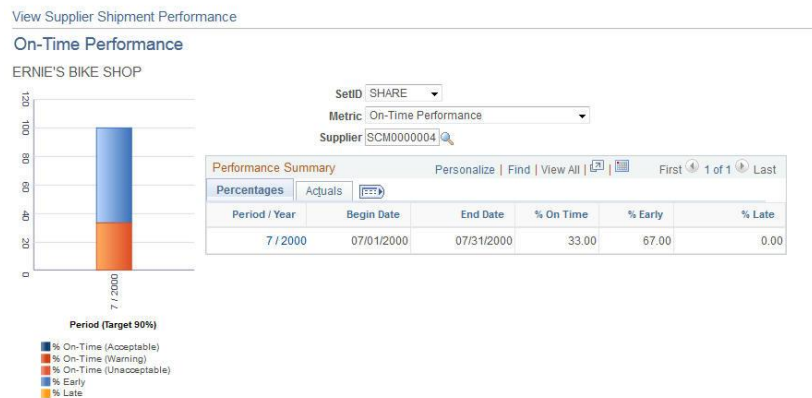 View Supplier Shipment Performance
On-Time Performance
ERNIE'S BIKE SHOP
SetID SHARE
Metric On-Time Performance
Supplier SCM0000004
Performance Summary Personalize | Find | View All | | First 1 of 1 Last
Percentages Actuals
Period / Year Begin Date End Date % On Time % Early % Late
7 / 2000 07/01/2000 07/31/2000 33.00 67.00 0.00
120
100
80
60
40
20
0
7 / 2000
Period (Target 90%)
% On-Time (Acceptable)
% On-Time (Warning)
% On-Time (Unacceptable)
% Early
% Late